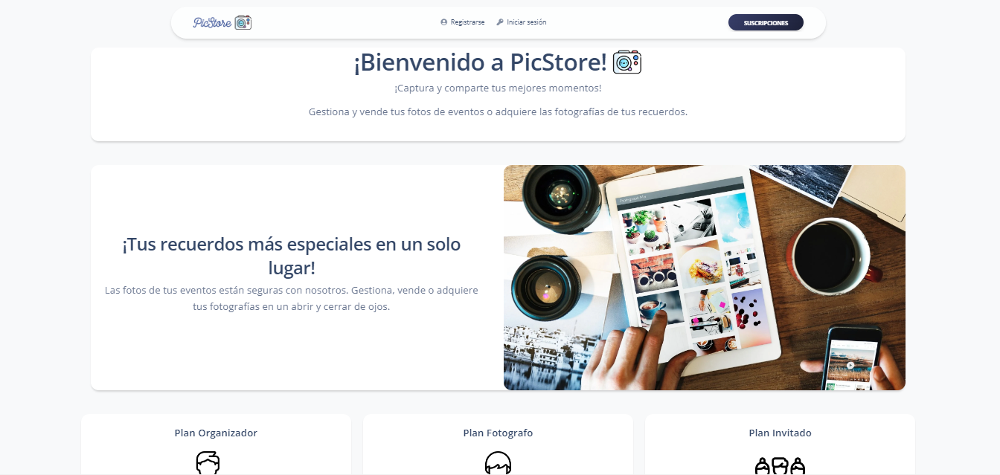 PicStore
Registrarse
Iniciar sesión
SUSCRIPCIONES
¡Bienvenido a PicStore!
¡Captura y comparte tus mejores momentos!
Gestiona y vende tus fotos de eventos o adquiere las fotografías de tus recuerdos.
¡Tus recuerdos más especiales en un solo
lugar!
Las fotos de tus eventos están seguras con nosotros. Gestiona, vende o adquiere
tus fotografías en un abrir y cerrar de ojos.
Plan Organizador
Plan Fotografo
Plan Invitado